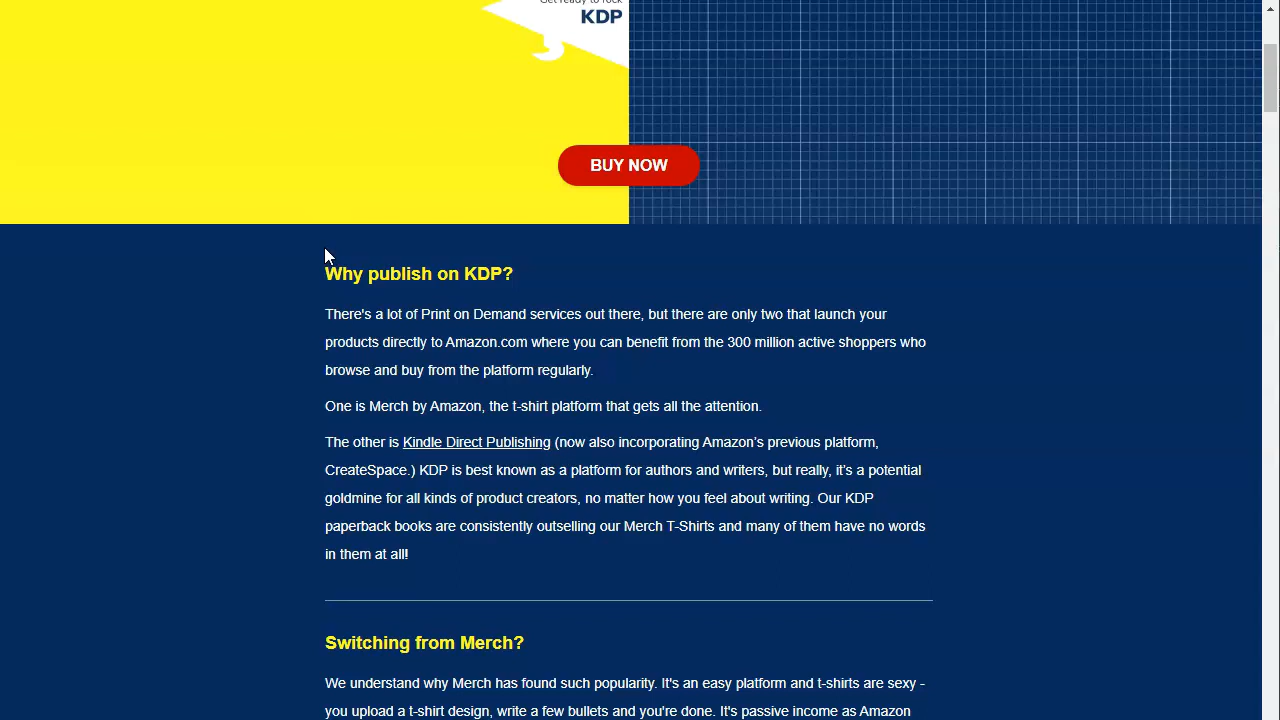 Get ready to rock
KDP
BUY NOW
Why publish on KDP?
There's a lot of Print on Demand services out there, but there are only two that launch your
products directly to Amazon.com where you can benefit from the 300 million active shoppers who
browse and buy from the platform regularly.
One is Merch by Amazon, the t-shirt platform that gets all the attention.
The other is Kindle Direct Publishing (now also incorporating Amazon's previous platform,
CreateSpace.) KDP is best known as a platform for authors and writers, but really, it's a potential
goldmine for all kinds of product creators, no matter how you feel about writing. Our KDP
paperback books are consistently outselling our Merch T-Shirts and many of them have no words
in them at all!
Switching from Merch?
We understand why Merch has found such popularity. It's an easy platform and t-shirts are sexy -
you upload a t-shirt design, write a few bullets and you're done. It's passive income as Amazon